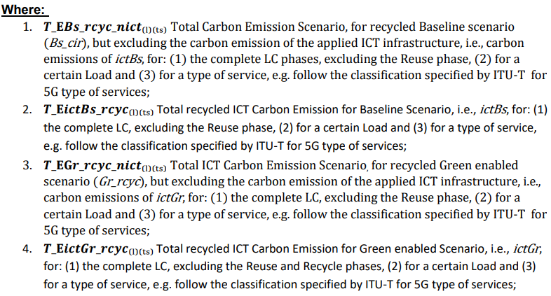 Where:
1. T_EBs_rcyc_nict(l)(ts) Total Carbon Emission Scenario, for recycled Baseline scenario
(Bs_cir), but excluding the carbon emission of the applied ICT infrastructure, i.e., carbon
emissions of ictBs, for: (1) the complete LC phases, excluding the Reuse phase, (2) for a
certain Load and (3) for a type of service, e.g. follow the classification specified by ITU-T for
5G type of services;
2. T_EictBs_rcyc(l)(ts) Total recycled ICT Carbon Emission for Baseline Scenario, i.e., ictBs, for: (1)
the complete LC, excluding the Reuse phase, (2) for a certain Load and (3) for a type of service,
e.g. follow the classification specified by ITU-T for 5G type of services;
3. T_EGr_rcyc_nict(l)(ts) Total ICT Carbon Emission Scenario, for recycled Green enabled
scenario (Gr_rcyc), but excluding the carbon emission of the applied ICT infrastructure, i.e.,
carbon emissions of ictGr, for: (1) the complete LC, excluding the Reuse phase, (2) for a
certain Load and (3) for a type of service, e.g. follow the classification specified by ITU-T for
5G type of services;
4. T_EictGr_rcyc(l)(ts) Total recycled ICT Carbon Emission for Green enabled Scenario, i.e., ictGr,
for: (1) the complete LC, excluding the Reuse and Recycle phases, (2) for a certain Load and (3)
for a type of service, e.g. follow the classification specified by ITU-T for 5G type of services;